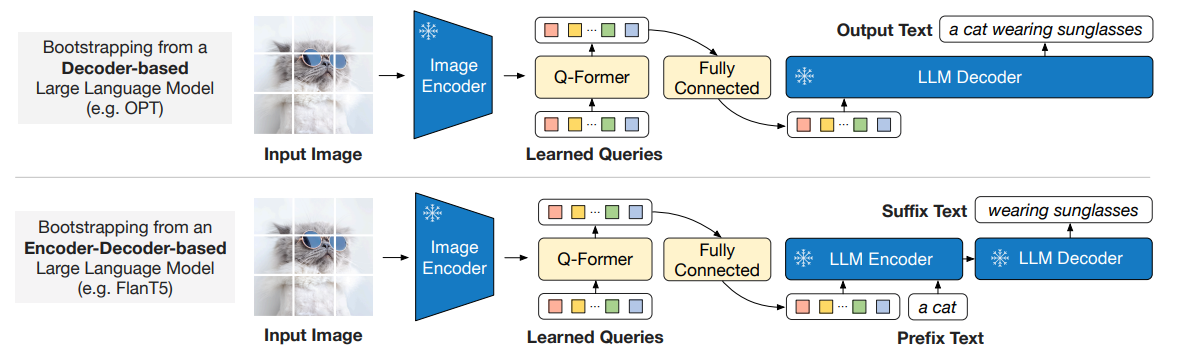 Bootstrapping from a
Decoder-based
Large Language Model
(e.g. OPT)
Input Image
Image
Encoder
Q-Former
Learned Queries
Fully
Connected
Output Text
a cat wearing sunglasses
LLM Decoder
Bootstrapping from an
Encoder-Decoder-based
Large Language Model
(e.g. FlanT5)
Input Image
Image
Encoder
Q-Former
Learned Queries
Fully
Connected
Suffix Text
wearing sunglasses
LLM Encoder
LLM Decoder
a cat
Prefix Text